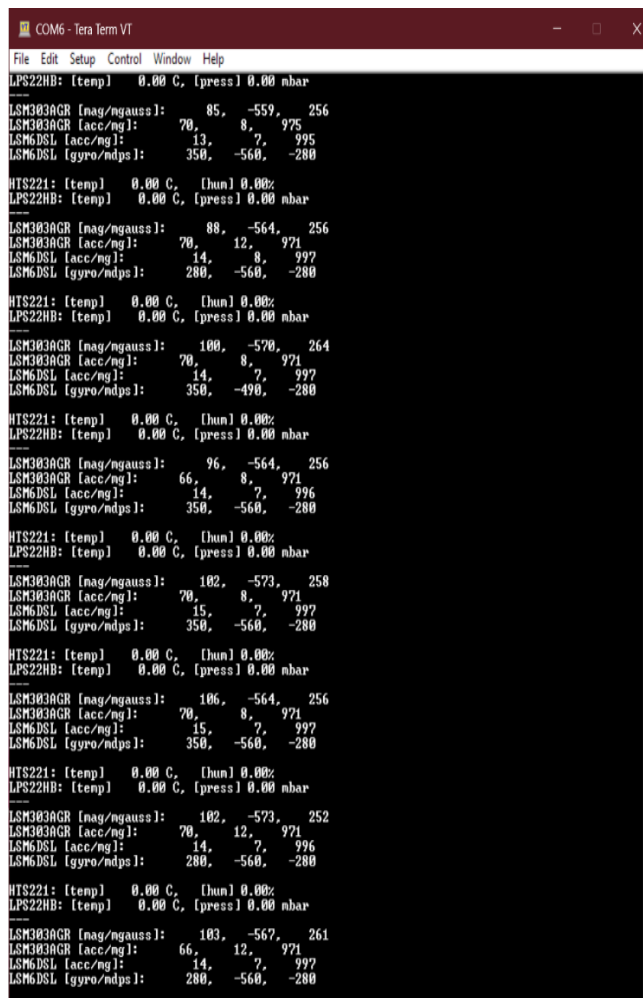 COM6 - Tera Term VT
File Edit Setup Control Window Help
LPS22HB: [temp] 0.00 C, [press] 0.00 mbar
---
LSM303AGR [mag/mgauss]: 85, -559, 256
LSM303AGR [acc/mg]: 70, 8, 975
LSM6DSL [acc/mg]: 13, 7, 995
LSM6DSL [gyro/mdps]: 350, -560, -280
HTS221: [temp] 0.00 C, [hum] 0.00%
LPS22HB: [temp] 0.00 C, [press] 0.00 mbar
---
LSM303AGR [mag/mgauss]: 88, -564, 256
LSM303AGR [acc/mg]: 70, 12, 971
LSM6DSL [acc/mg]: 14, 8, 997
LSM6DSL [gyro/mdps]: 280, -560, -280
HTS221: [temp] 0.00 C, [hum] 0.00%
LPS22HB: [temp] 0.00 C, [press] 0.00 mbar
---
LSM303AGR [mag/mgauss]: 100, -570, 264
LSM303AGR [acc/mg]: 70, 8, 971
LSM6DSL [acc/mg]: 14, 7, 997
LSM6DSL [gyro/mdps]: 350, -490, -280
HTS221: [temp] 0.00 C, [hum] 0.00%
LPS22HB: [temp] 0.00 C, [press] 0.00 mbar
---
LSM303AGR [mag/mgauss]: 96, -564, 256
LSM303AGR [acc/mg]: 66, 8, 971
LSM6DSL [acc/mg]: 14, 7, 996
LSM6DSL [gyro/mdps]: 350, -560, -280
HTS221: [temp] 0.00 C, [hum] 0.00%
LPS22HB: [temp] 0.00 C, [press] 0.00 mbar
---
LSM303AGR [mag/mgauss]: 102, -573, 258
LSM303AGR [acc/mg]: 70, 8, 971
LSM6DSL [acc/mg]: 15, 7, 997
LSM6DSL [gyro/mdps]: 350, -560, -280
HTS221: [temp] 0.00 C, [hum] 0.00%
LPS22HB: [temp] 0.00 C, [press] 0.00 mbar
---
LSM303AGR [mag/mgauss]: 106, -564, 256
LSM303AGR [acc/mg]: 70, 8, 971
LSM6DSL [acc/mg]: 15, 7, 997
LSM6DSL [gyro/mdps]: 350, -560, -280
HTS221: [temp] 0.00 C, [hum] 0.00%
LPS22HB: [temp] 0.00 C, [press] 0.00 mbar
---
LSM303AGR [mag/mgauss]: 102, -573, 252
LSM303AGR [acc/mg]: 70, 12, 971
LSM6DSL [acc/mg]: 14, 7, 996
LSM6DSL [gyro/mdps]: 280, -560, -280
HTS221: [temp] 0.00 C, [hum] 0.00%
LPS22HB: [temp] 0.00 C, [press] 0.00 mbar
---
LSM303AGR [mag/mgauss]: 103, -567, 261
LSM303AGR [acc/mg]: 66, 12, 971
LSM6DSL [acc/mg]: 14, 7, 997
LSM6DSL [gyro/mdps]: 280, -560, -280